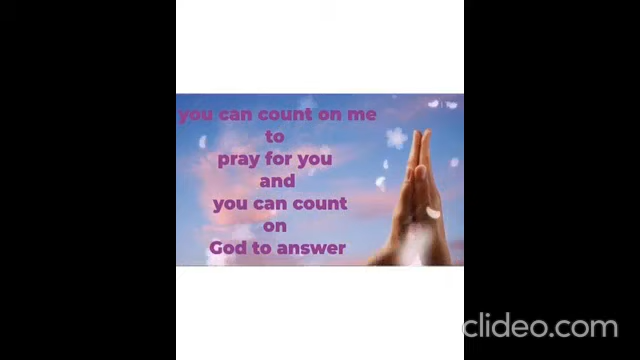 you can count on me
to
pray for you
and
you can count
on
God to answer
clideo.com